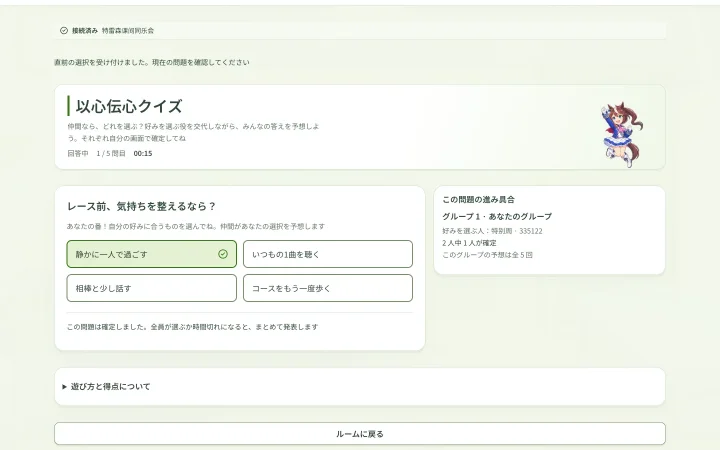 接続済み 特雷森课间同乐会
直前の選択を受け付けました。現在の問題を確認してください
以心伝心クイズ
仲間なら、どれを選ぶ？好みを選ぶ役を交代しながら、みんなの答えを予想しよ
う。それぞれ自分の画面で確定してね
回答中 1 / 5 問目 00:15
レース前、気持ちを整えるなら？
あなたの番！自分の好みに合うものを選んでね。仲間があなたの選択を予想します
静かに一人で過ごす
いつもの1曲を聴く
相棒と少し話す
コースをもう一度歩く
この問題は確定しました。全員が選ぶか時間切れになると、まとめて発表します
この問題の進み具合
グループ 1 · あなたのグループ
好みを選ぶ人：特别周 · 335122
2 人中 1 人が確定
このグループの予想は全 5 回
▶ 遊び方と得点について
ルームに戻る